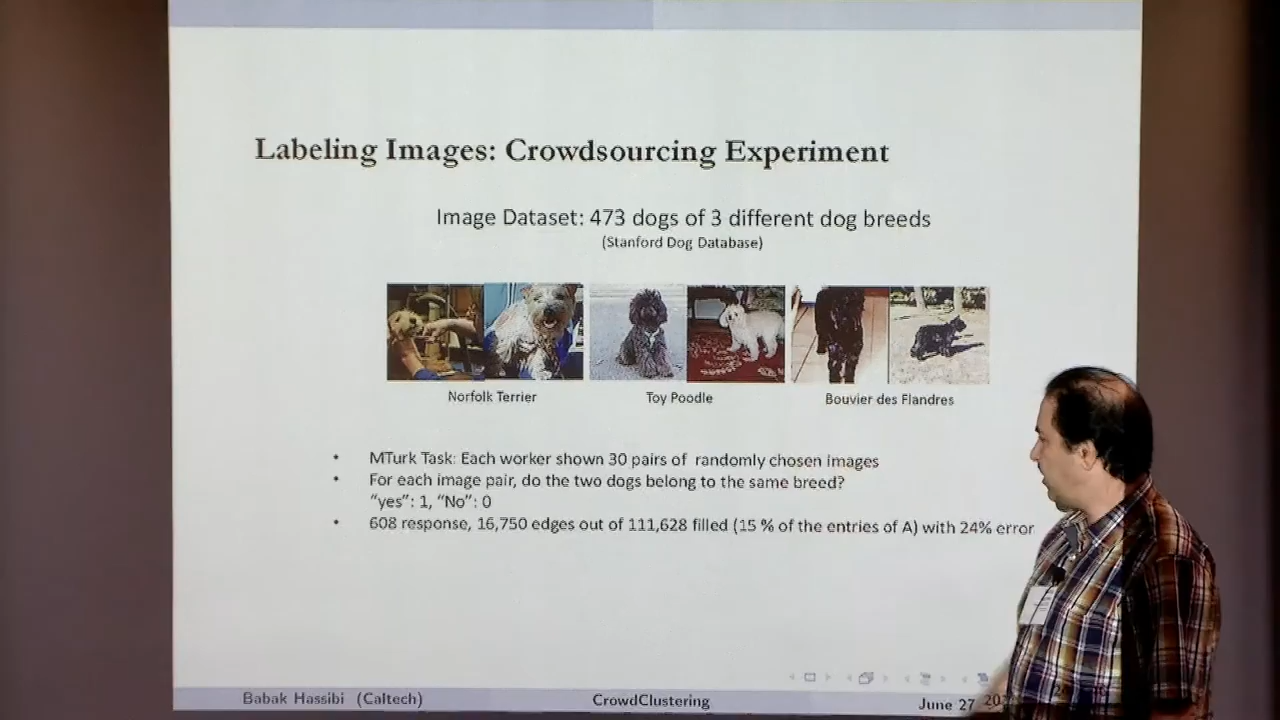 Labeling Images: Crowdsourcing Experiment
Image Dataset: 473 dogs of 3 different dog breeds
(Stanford Dog Database)
Norfolk Terrier
Toy Poodle
Bouvier des Flandres
• MTurk Task: Each worker shown 30 pairs of randomly chosen images
• For each image pair, do the two dogs belong to the same breed?
"yes": 1, "No": 0
• 608 response, 16,750 edges out of 111,628 filled (15 % of the entries of A) with 24% error
Babak Hassibi (Caltech)
CrowdClustering
June 27